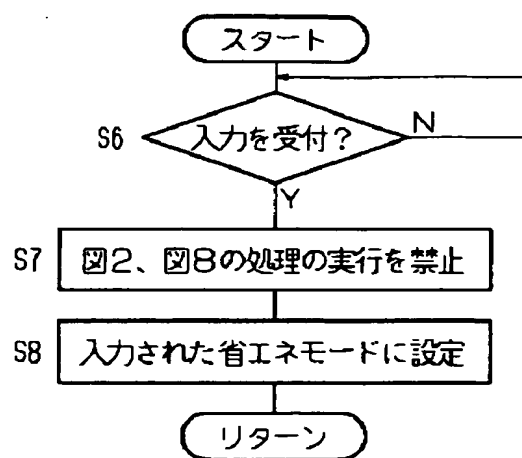 スタート
S6 入力を受付？ N
Y
S7 図2、図8の処理の実行を禁止
S8 入力された省エネモードに設定
リターン